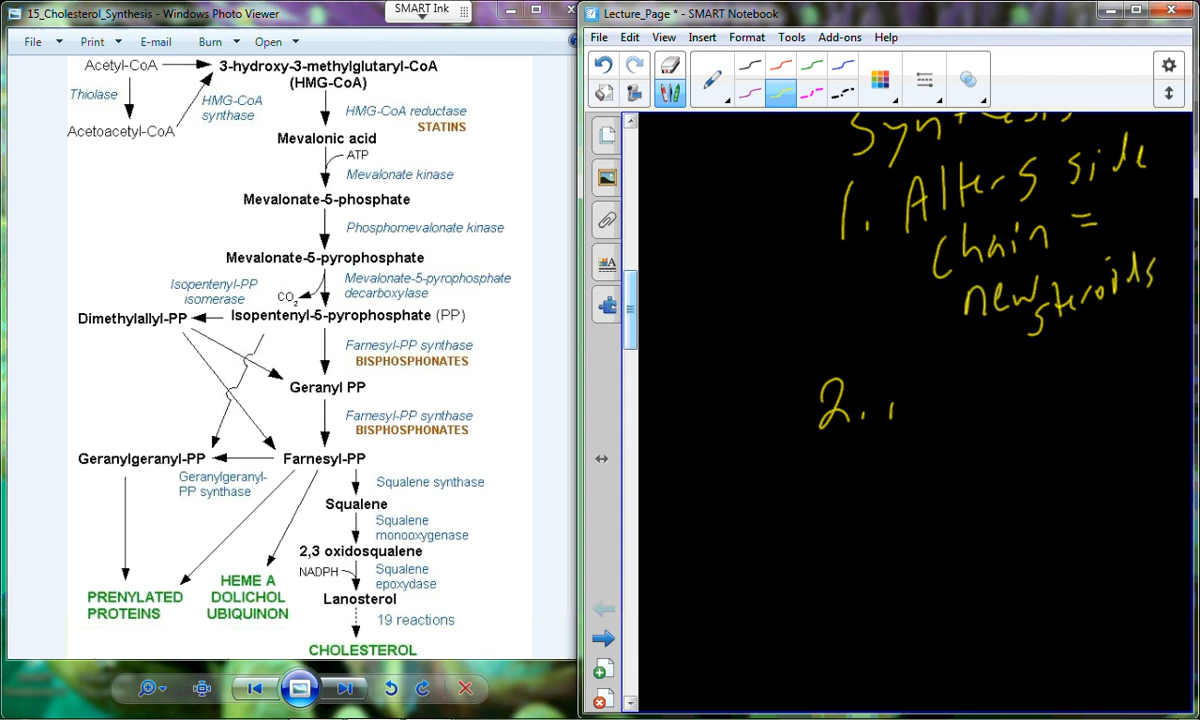 15_Cholesterol_Synthesis - Windows Photo Viewer
SMART Ink
File Print E-mail Burn Open
Acetyl-CoA
3-hydroxy-3-methylglutaryl-CoA
(HMG-CoA)
Thiolase
HMG-CoA
synthase
Acetoacetyl-CoA
HMG-CoA reductase
STATINS
Mevalonic acid
ATP
Mevalonate kinase
Mevalonate-5-phosphate
Phosphomevalonate kinase
Mevalonate-5-pyrophosphate
Mevalonate-5-pyrophosphate
decarboxylase
Isopentenyl-PP
isomerase
CO2
Dimethylallyl-PP
Isopentenyl-5-pyrophosphate (PP)
Farnesyl-PP synthase
BISPHOSPHONATES
Geranyl PP
Farnesyl-PP synthase
BISPHOSPHONATES
Geranylgeranyl-PP
Farnesyl-PP
Geranylgeranyl-
PP synthase
Squalene synthase
Squalene
Squalene
monooxygenase
2,3 oxidosqualene
NADPH
Squalene
epoxydase
Lanosterol
19 reactions
CHOLESTEROL
PRENYLATED
PROTEINS
HEME A
DOLICHOL
UBIQUINON
Lecture_Page * - SMART Notebook
File Edit View Insert Format Tools Add-ons Help
Synthesis
1. Alters side
chain =
new steroids
2.